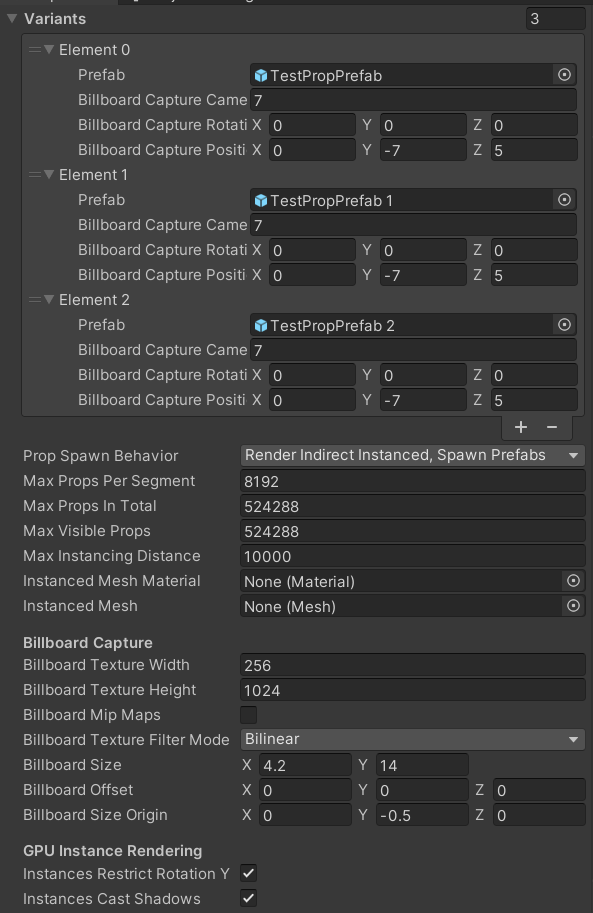 Variants 3
Element 0
Prefab TestPropPrefab
Billboard Capture Came 7
Billboard Capture Rotati X 0 Y 0 Z 0
Billboard Capture Positi X 0 Y -7 Z 5
Element 1
Prefab TestPropPrefab 1
Billboard Capture Came 7
Billboard Capture Rotati X 0 Y 0 Z 0
Billboard Capture Positi X 0 Y -7 Z 5
Element 2
Prefab TestPropPrefab 2
Billboard Capture Came 7
Billboard Capture Rotati X 0 Y 0 Z 0
Billboard Capture Positi X 0 Y -7 Z 5
+ −
Prop Spawn Behavior Render Indirect Instanced, Spawn Prefabs
Max Props Per Segment 8192
Max Props In Total 524288
Max Visible Props 524288
Max Instancing Distance 10000
Instanced Mesh Material None (Material)
Instanced Mesh None (Mesh)
Billboard Capture
Billboard Texture Width 256
Billboard Texture Height 1024
Billboard Mip Maps
Billboard Texture Filter Mode Bilinear
Billboard Size X 4.2 Y 14
Billboard Offset X 0 Y 0 Z 0
Billboard Size Origin X 0 Y -0.5 Z 0
GPU Instance Rendering
Instances Restrict Rotation Y
Instances Cast Shadows